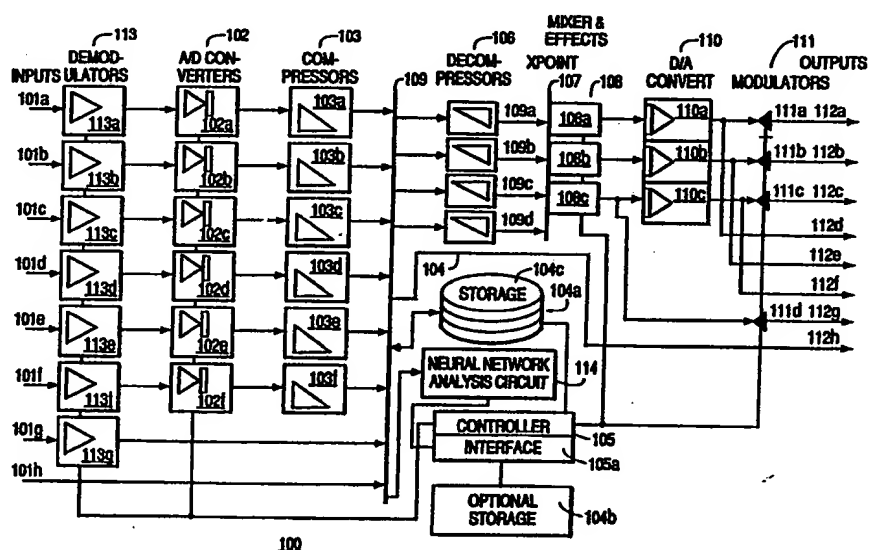 MIXER &
EFFECTS
113
102
103
106
XPOINT
110
111
DEMOD-
ULATORS
A/D CON-
VERTERS
COM-
PRESSORS
DECOM-
PRESSORS
109
107
108
D/A
CONVERT
MODULATORS
OUTPUTS
INPUTS
101a
113a
102a
103a
109a
108a
110a
111a 112a
101b
113b
102b
103b
109b
108b
110b
111b 112b
101c
113c
102c
103c
109c
108c
110c
111c 112c
109d
112d
101d
113d
102d
103d
104
104c
STORAGE
104a
112e
112f
101e
113e
102e
103e
111d 112g
112h
101f
113f
102f
103f
NEURAL NETWORK
ANALYSIS CIRCUIT
114
101g
113g
CONTROLLER
105
INTERFACE
105a
101h
OPTIONAL
STORAGE
104b
100